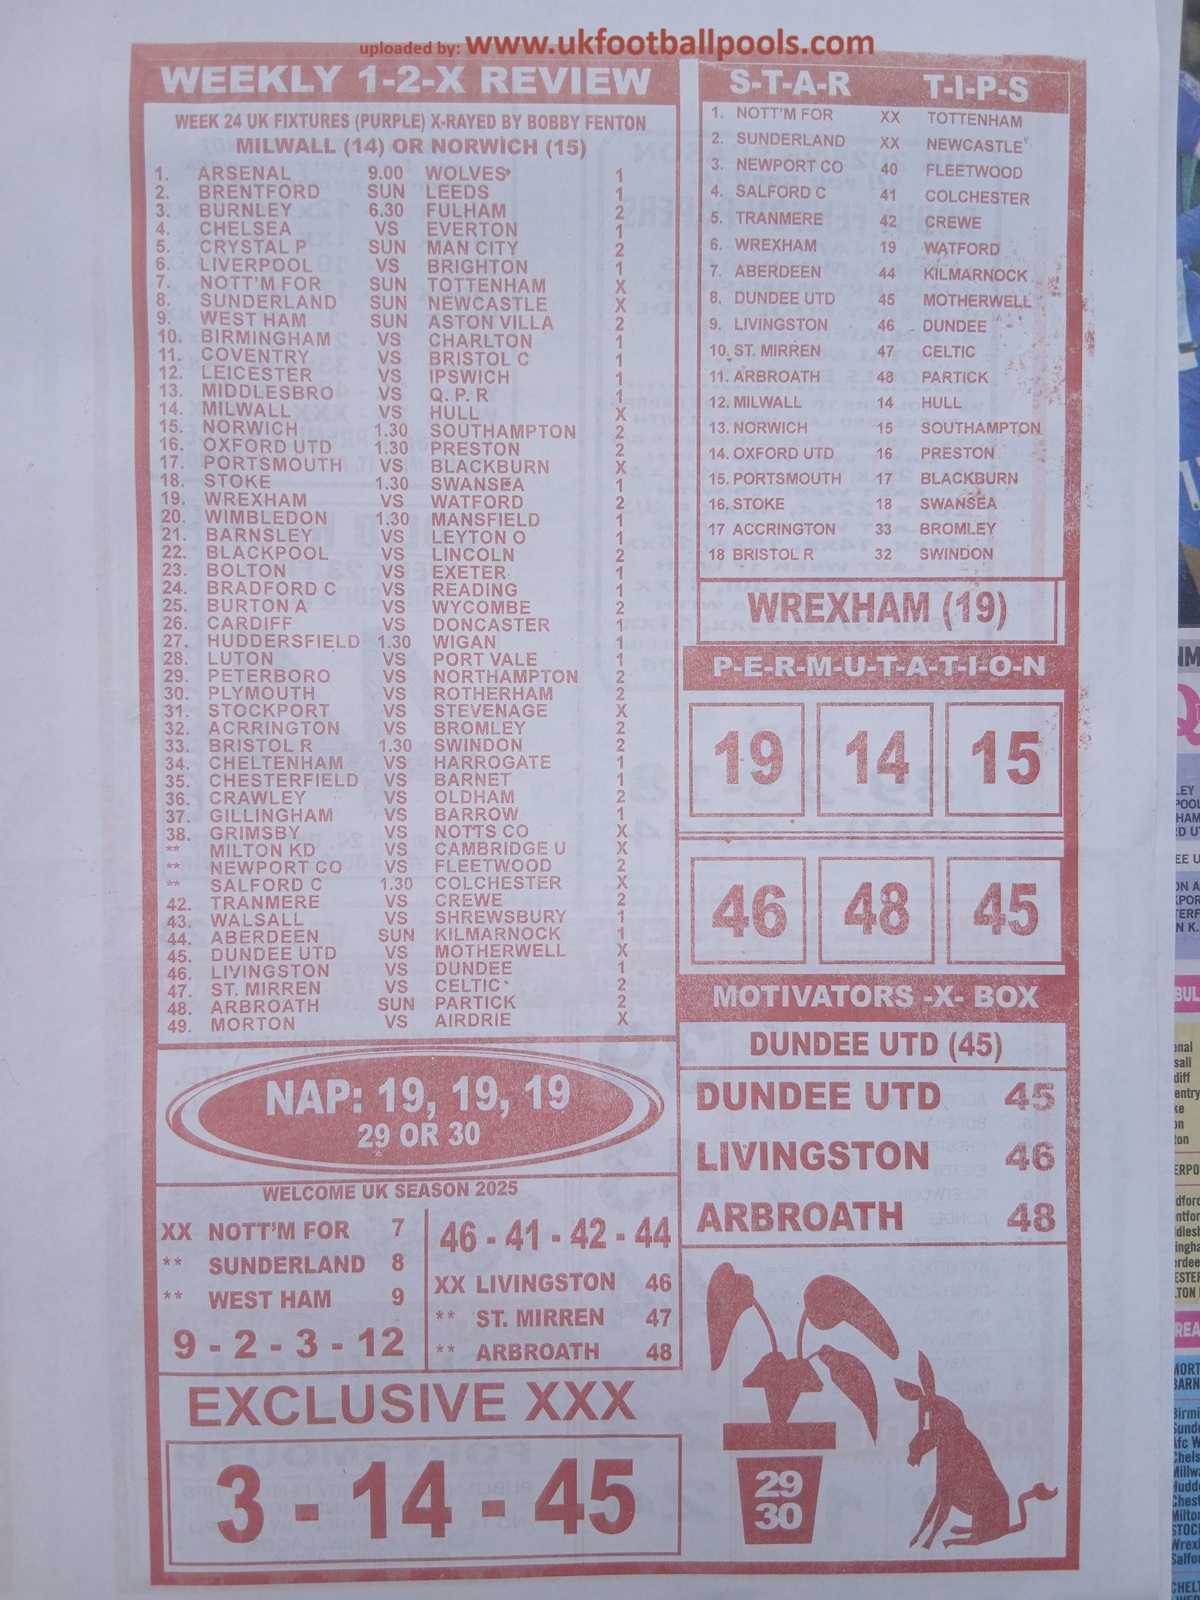 uploaded by: www.ukfootballpools.com
WEEKLY 1-2-X REVIEW
WEEK 24 UK FIXTURES (PURPLE) X-RAYED BY BOBBY FENTON
MILWALL (14) OR NORWICH (15)
1. ARSENAL 9.00 WOLVES 1
2. BRENTFORD SUN LEEDS 1
3. BURNLEY 6.30 FULHAM 2
4. CHELSEA VS EVERTON 1
5. CRYSTAL P SUN MAN CITY 2
6. LIVERPOOL VS BRIGHTON 1
7. NOTT'M FOR SUN TOTTENHAM X
8. SUNDERLAND SUN NEWCASTLE X
9. WEST HAM SUN ASTON VILLA 2
10. BIRMINGHAM VS CHARLTON 1
11. COVENTRY VS BRISTOL C 1
12. LEICESTER VS IPSWICH 1
13. MIDDLESBRO VS Q. P. R 1
14. MILWALL VS HULL X
15. NORWICH 1.30 SOUTHAMPTON 2
16. OXFORD UTD 1.30 PRESTON 2
17. PORTSMOUTH VS BLACKBURN X
18. STOKE 1.30 SWANSEA 1
19. WREXHAM VS WATFORD 2
20. WIMBLEDON 1.30 MANSFIELD 1
21. BARNSLEY VS LEYTON O 1
22. BLACKPOOL VS LINCOLN 2
23. BOLTON VS EXETER 1
24. BRADFORD C VS READING 1
25. BURTON A VS WYCOMBE 2
26. CARDIFF VS DONCASTER 1
27. HUDDERSFIELD 1.30 WIGAN 1
28. LUTON VS PORT VALE 1
29. PETERBORO VS NORTHAMPTON 2
30. PLYMOUTH VS ROTHERHAM 2
31. STOCKPORT VS STEVENAGE X
32. ACRRINGTON VS BROMLEY 2
33. BRISTOL R 1.30 SWINDON 2
34. CHELTENHAM VS HARROGATE 1
35. CHESTERFIELD VS BARNET 1
36. CRAWLEY VS OLDHAM 2
37. GILLINGHAM VS BARROW 1
38. GRIMSBY VS NOTTS CO X
** MILTON KD VS CAMBRIDGE U X
** NEWPORT CO VS FLEETWOOD 2
** SALFORD C 1.30 COLCHESTER X
42. TRANMERE VS CREWE 2
43. WALSALL VS SHREWSBURY 1
44. ABERDEEN SUN KILMARNOCK 1
45. DUNDEE UTD VS MOTHERWELL X
46. LIVINGSTON VS DUNDEE 1
47. ST. MIRREN VS CELTIC 2
48. ARBROATH SUN PARTICK 2
49. MORTON VS AIRDRIE X
NAP: 19, 19, 19
29 OR 30
WELCOME UK SEASON 2025
XX NOTT'M FOR 7
** SUNDERLAND 8
** WEST HAM 9
9 - 2 - 3 - 12
46 - 41 - 42 - 44
XX LIVINGSTON 46
** ST. MIRREN 47
** ARBROATH 48
EXCLUSIVE XXX
3 - 14 - 45
S-T-A-R T-I-P-S
1. NOTT'M FOR XX TOTTENHAM
2. SUNDERLAND XX NEWCASTLE
3. NEWPORT CO 40 FLEETWOOD
4. SALFORD C 41 COLCHESTER
5. TRANMERE 42 CREWE
6. WREXHAM 19 WATFORD
7. ABERDEEN 44 KILMARNOCK
8. DUNDEE UTD 45 MOTHERWELL
9. LIVINGSTON 46 DUNDEE
10. ST. MIRREN 47 CELTIC
11. ARBROATH 48 PARTICK
12. MILWALL 14 HULL
13. NORWICH 15 SOUTHAMPTON
14. OXFORD UTD 16 PRESTON
15. PORTSMOUTH 17 BLACKBURN
16. STOKE 18 SWANSEA
17 ACCRINGTON 33 BROMLEY
18 BRISTOL R 32 SWINDON
WREXHAM (19)
P-E-R-M-U-T-A-T-I-O-N
19 14 15
46 48 45
MOTIVATORS -X- BOX
DUNDEE UTD (45)
DUNDEE UTD 45
LIVINGSTON 46
ARBROATH 48
29
30